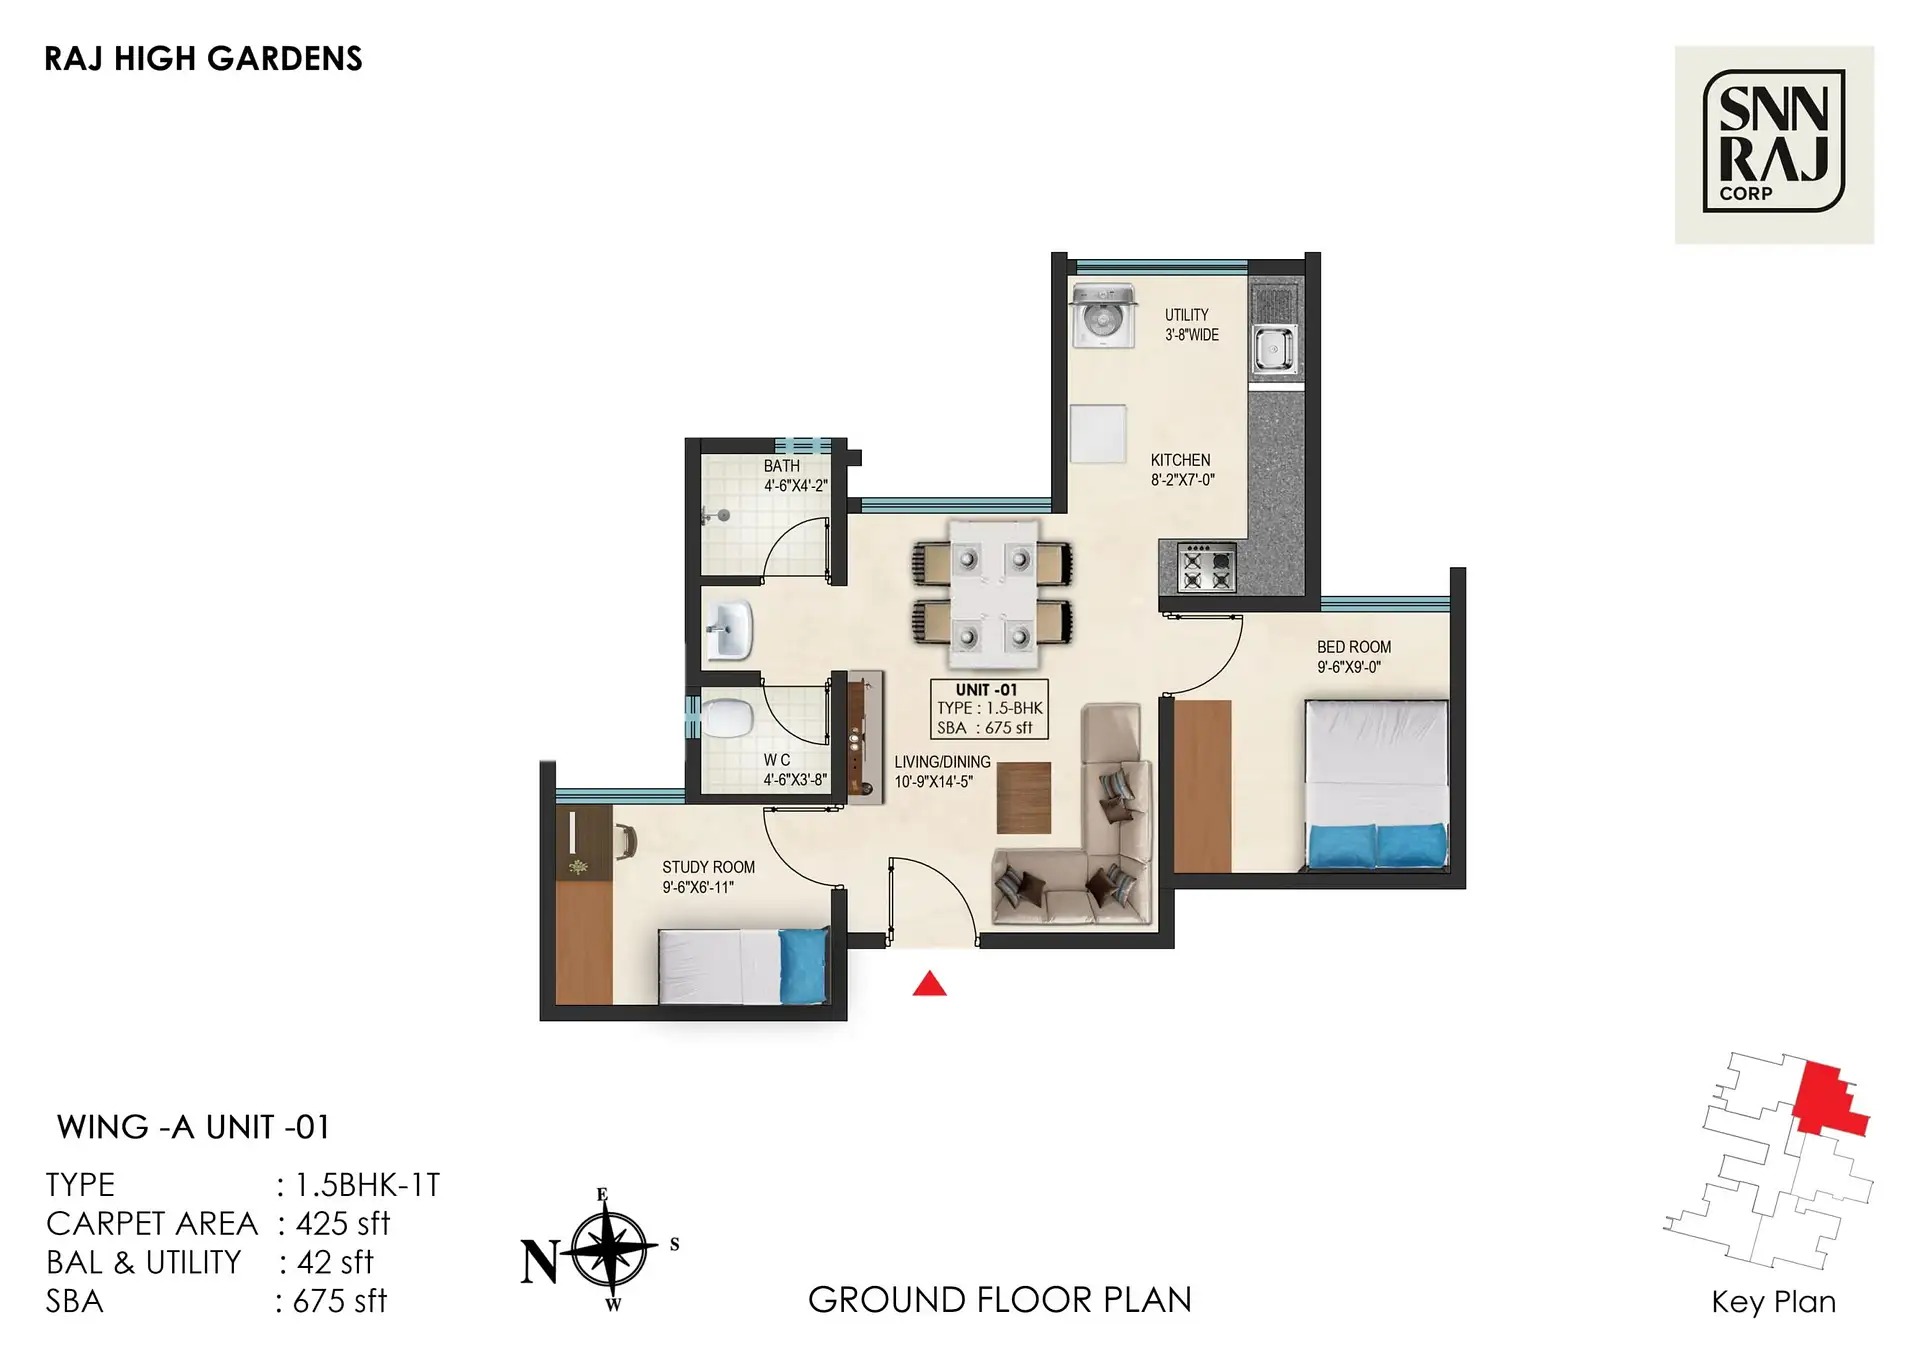 RAJ HIGH GARDENS
SNN
RAJ
CORP
UTILITY
3'-8"WIDE
BATH
4'-6"X4'-2"
KITCHEN
8'-2"X7'-0"
BED ROOM
9'-6"X9'-0"
UNIT -01
TYPE : 1.5-BHK
SBA : 675 sft
W C
4'-6"X3'-8"
LIVING/DINING
10'-9"X14'-5"
STUDY ROOM
9'-6"X6'-11"
WING -A UNIT -01
TYPE : 1.5BHK-1T
CARPET AREA : 425 sft
BAL & UTILITY : 42 sft
SBA : 675 sft
E
N
S
W
GROUND FLOOR PLAN
Key Plan